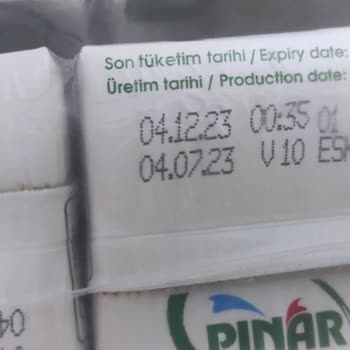 Son tüketim tarihi / Expiry date:
Üretim tarihi / Production date:
04.12.23 00:35 01
04.07.23 V10 ESK
04
PINAR